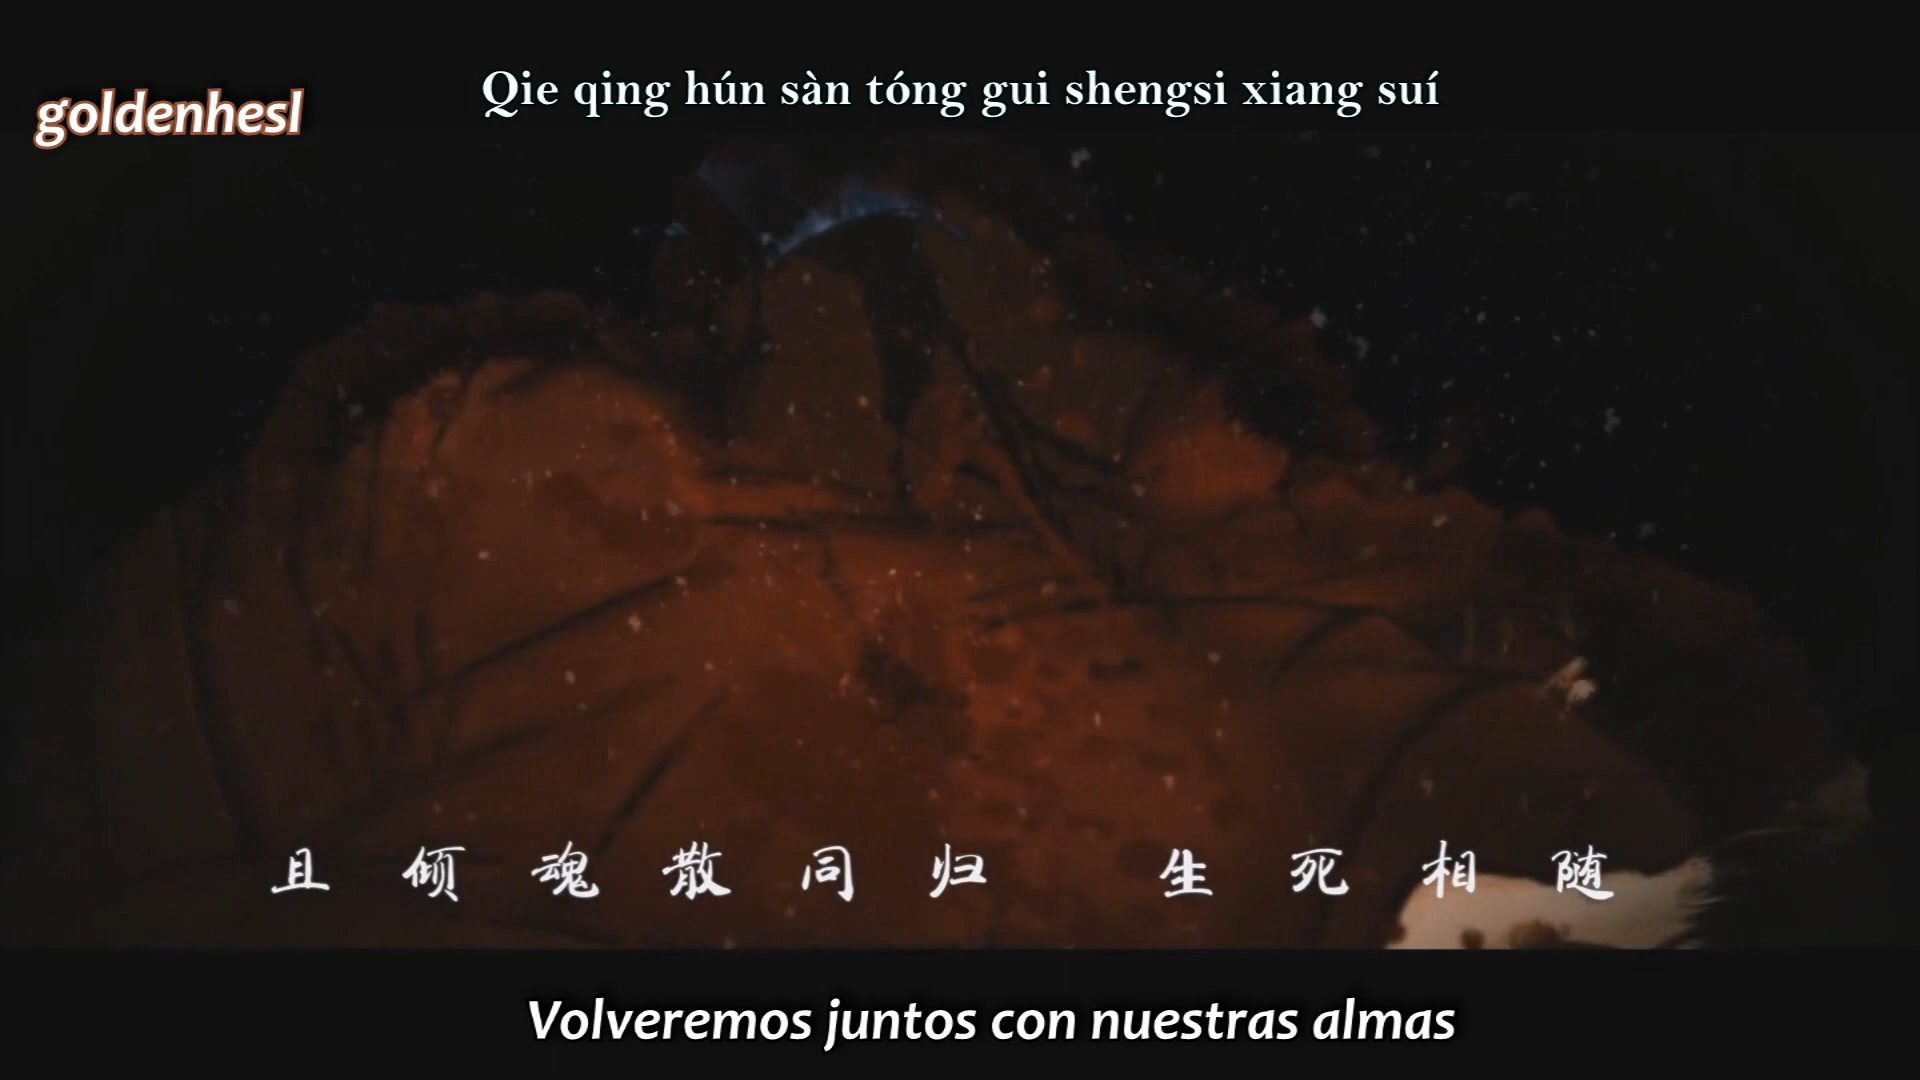 Qie qing hún sàn tóng gui shengsi xiang suí
goldenhesl
且倾魂散同归 生死相随
Volveremos juntos con nuestras almas